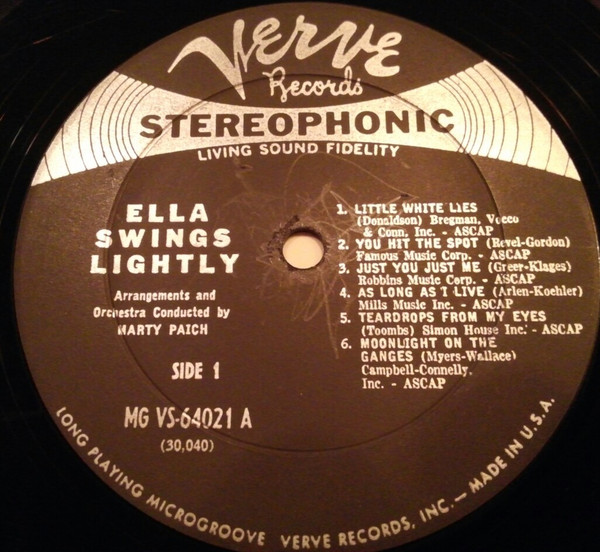 Verve
Records
STEREOPHONIC
LIVING SOUND FIDELITY
ELLA
SWINGS
LIGHTLY
Arrangements and
Orchestra Conducted by
MARTY PAICH
SIDE 1
MG VS-64021 A
(30,040)
1. LITTLE WHITE LIES
(Donaldson) Bregman, Vocco
& Conn, Inc. - ASCAP
2. YOU HIT THE SPOT (Revel-Gordon)
Famous Music Corp. - ASCAP
3. JUST YOU JUST ME (Greer-Klages)
Robbins Music Corp. - ASCAP
4. AS LONG AS I LIVE (Arlen-Koehler)
Mills Music Inc. - ASCAP
5. TEARDROPS FROM MY EYES
(Toombs) Simon House Inc. - ASCAP
6. MOONLIGHT ON THE
GANGES (Myers-Wallace)
Campbell-Connelly,
Inc. - ASCAP
LONG PLAYING MICROGROOVE VERVE RECORDS, INC. — MADE IN U.S.A.